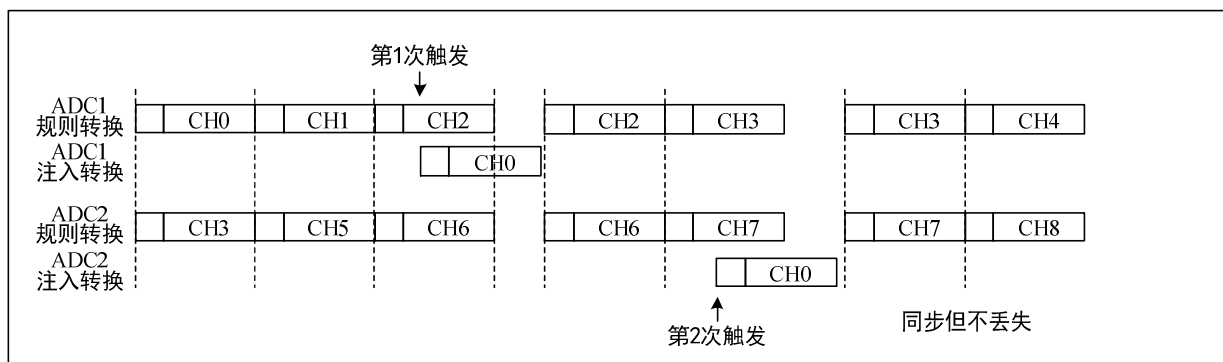 第1次触发
ADC1
规则转换
CH0 CH1 CH2 CH2 CH3 CH3 CH4
ADC1
注入转换
CH0
ADC2
规则转换
CH3 CH5 CH6 CH6 CH7 CH7 CH8
ADC2
注入转换
CH0
第2次触发
同步但不丢失